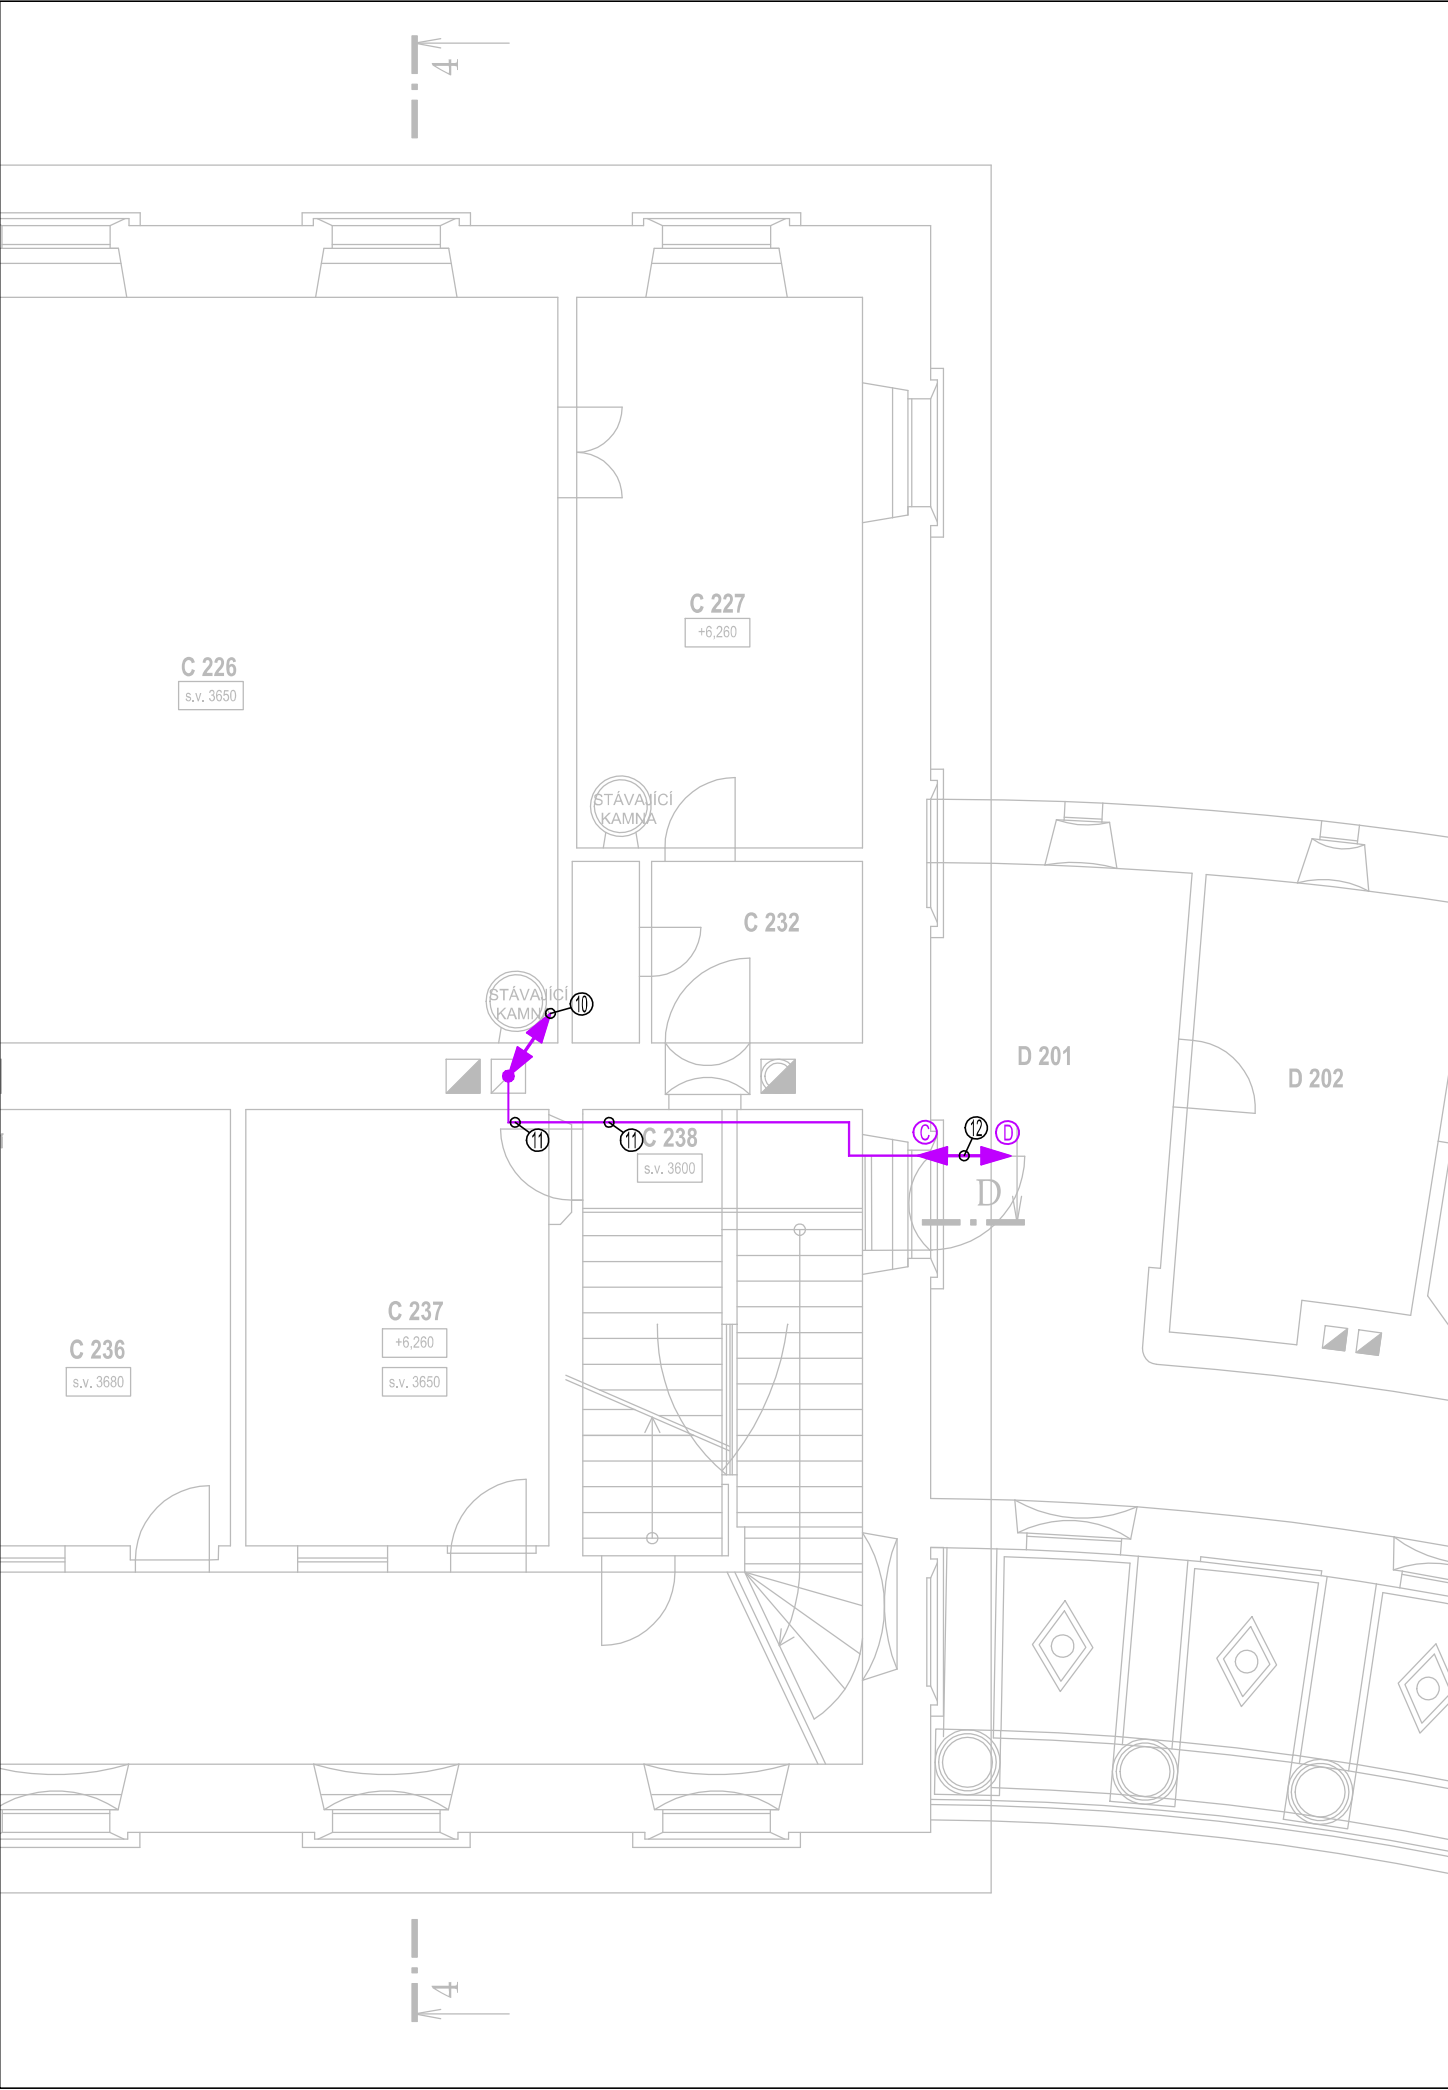 4
C 227
+6,260
C 226
s.v. 3650
STÁVAJÍCÍ
KAMNA
C 232
STÁVAJÍCÍ
KAMNA
10
D 201
D 202
11
11
C 238
s.v. 3600
C
12
D
D
C 237
+6,260
s.v. 3650
C 236
s.v. 3680
4